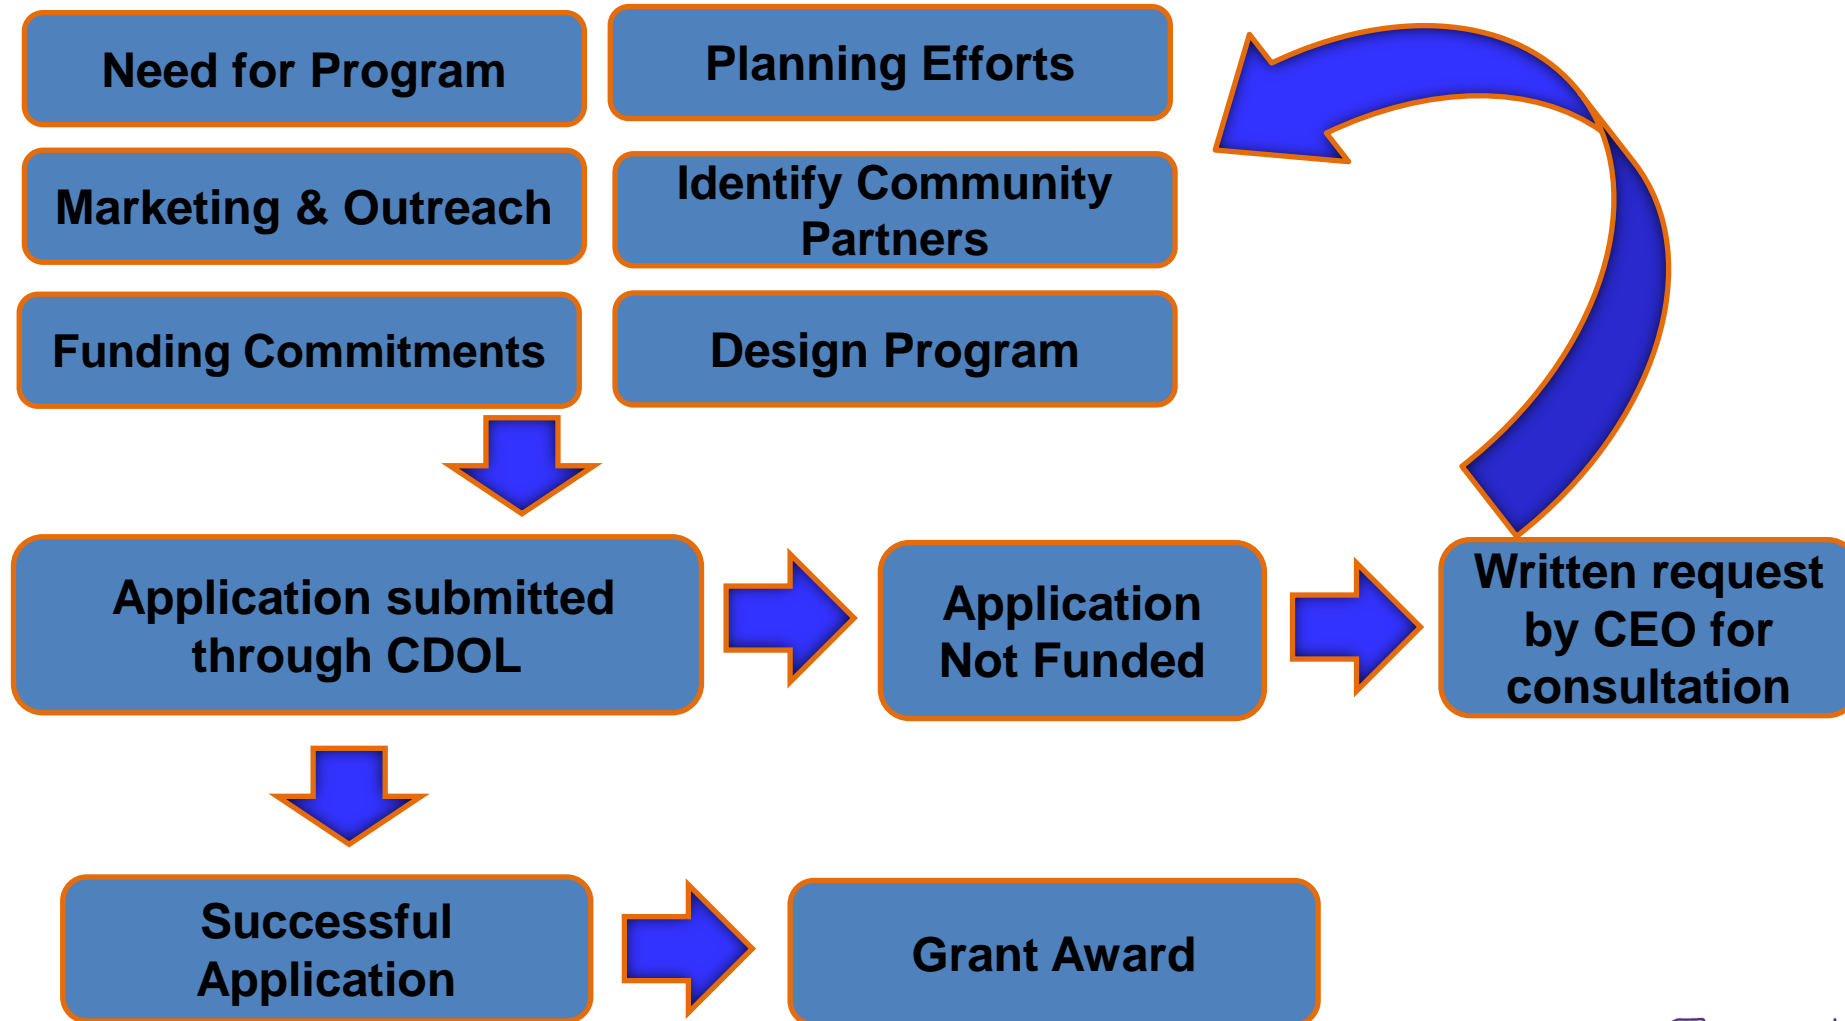 Need for Program
Planning Efforts
Marketing & Outreach
Identify Community
Partners
Funding Commitments
Design Program
Application submitted
through CDOL
Application
Not Funded
Written request
by CEO for
consultation
Successful
Application
Grant Award